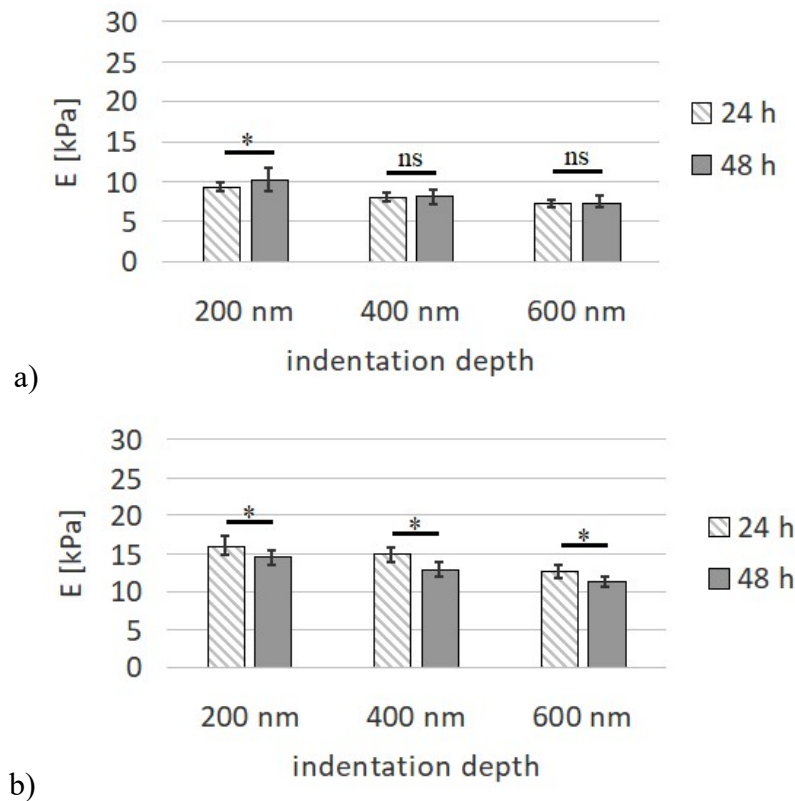 30
25
20
15
10
5
0
E [kPa]
*
ns
ns
200 nm
400 nm
600 nm
indentation depth
24 h
48 h
a)
30
25
20
15
10
5
0
E [kPa]
*
*
*
200 nm
400 nm
600 nm
indentation depth
24 h
48 h
b)